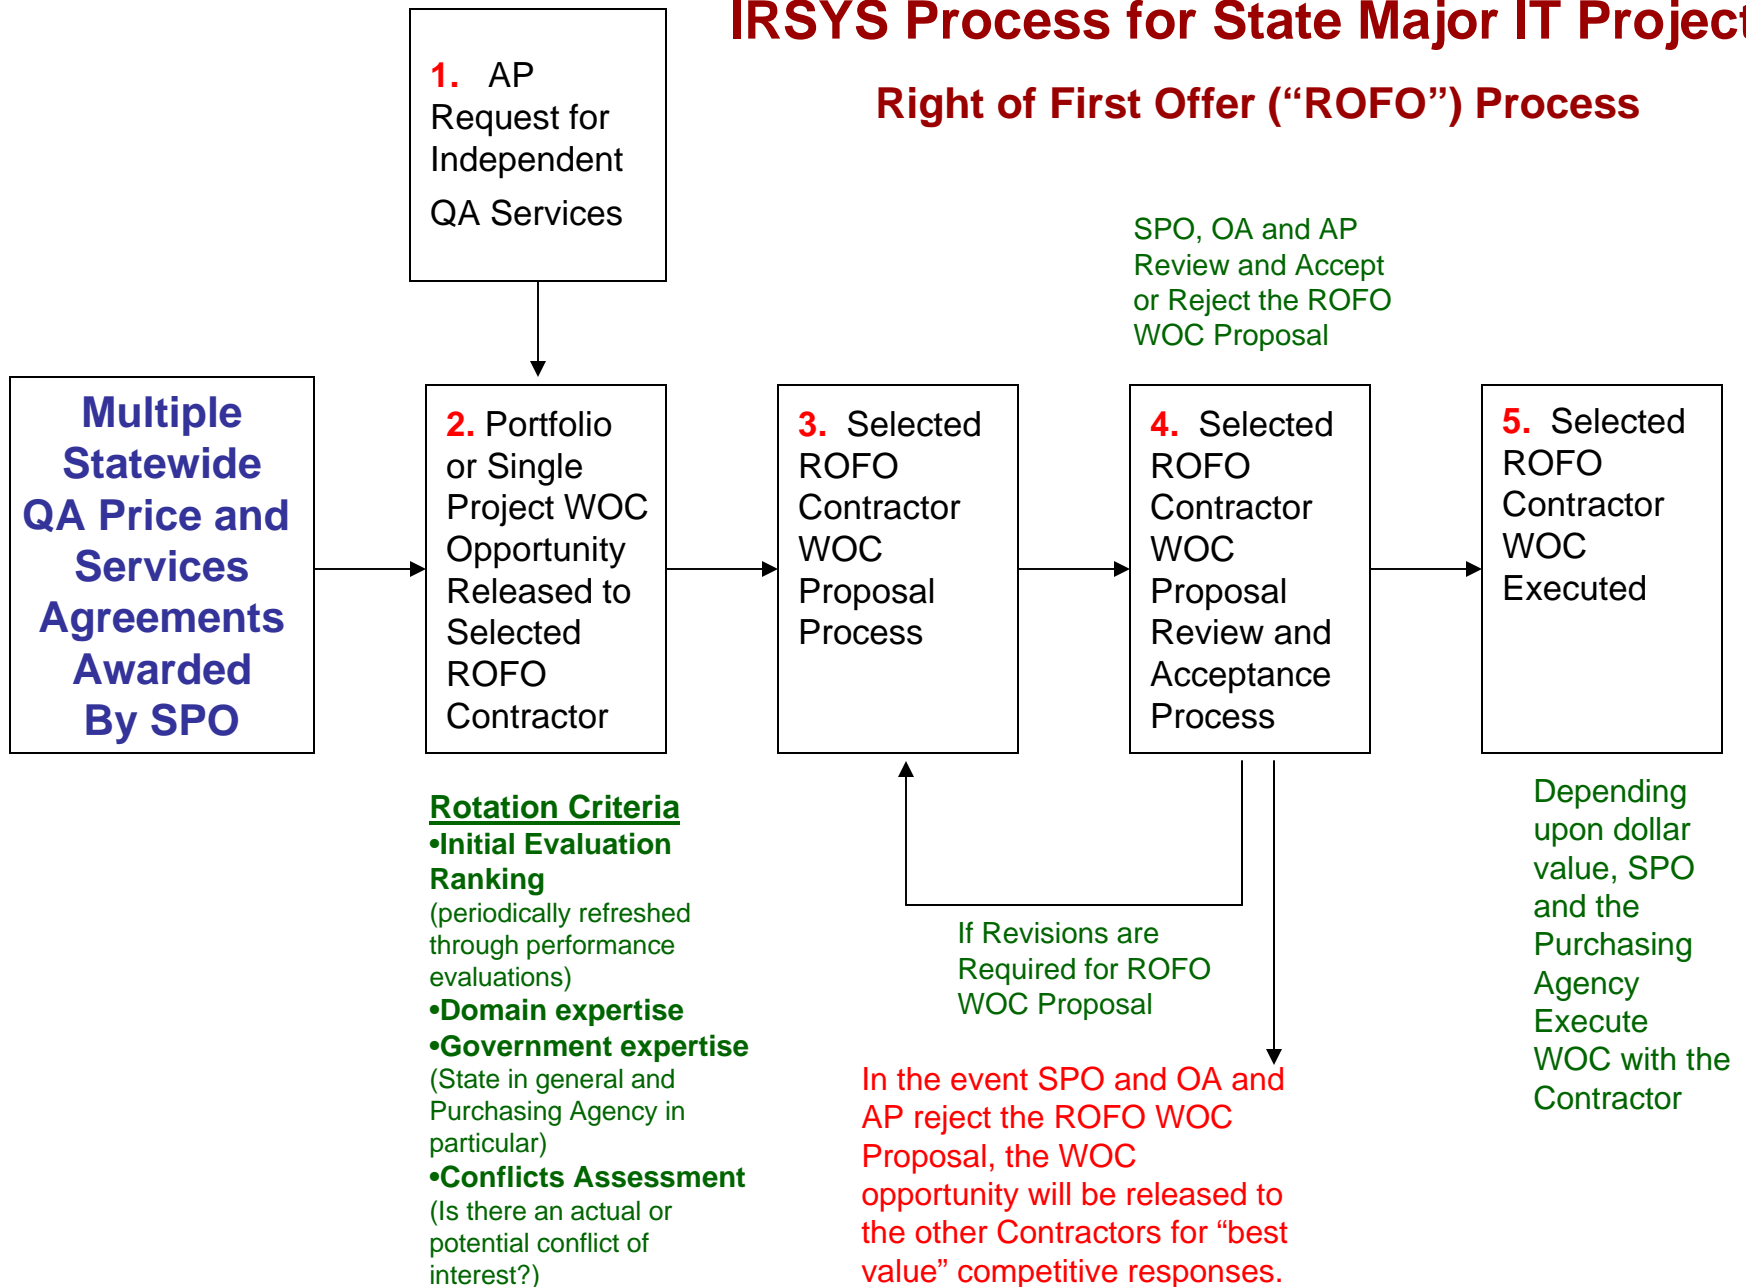 IRSYS Process for State Major IT Project
Right of First Offer (“ROFO”) Process
1. AP
Request for
Independent
QA Services
SPO, OA and AP
Review and Accept
or Reject the ROFO
WOC Proposal
Multiple
Statewide
QA Price and
Services
Agreements
Awarded
By SPO
2. Portfolio
or Single
Project WOC
Opportunity
Released to
Selected
ROFO
Contractor
3. Selected
ROFO
Contractor
WOC
Proposal
Process
4. Selected
ROFO
Contractor
WOC
Proposal
Review and
Acceptance
Process
5. Selected
ROFO
Contractor
WOC
Executed
Rotation Criteria
•Initial Evaluation
Ranking
(periodically refreshed
through performance
evaluations)
•Domain expertise
•Government expertise
(State in general and
Purchasing Agency in
particular)
•Conflicts Assessment
(Is there an actual or
potential conflict of
interest?)
If Revisions are
Required for ROFO
WOC Proposal
In the event SPO and OA and
AP reject the ROFO WOC
Proposal, the WOC
opportunity will be released to
the other Contractors for “best
value” competitive responses.
Depending
upon dollar
value, SPO
and the
Purchasing
Agency
Execute
WOC with the
Contractor